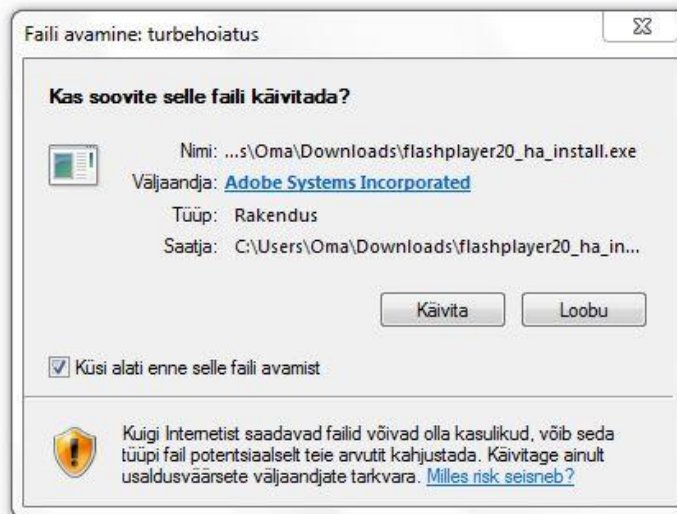 Faili avamine: turbehoiatus
Kas soovite selle faili käivitada?
Nimi: ...s\Oma\Downloads\flashplayer20_ha_install.exe
Väljaandja: Adobe Systems Incorporated
Tüüp: Rakendus
Saatja: C:\Users\Oma\Downloads\flashplayer20_ha_in...
Käivita Loobu
Küsi alati enne selle faili avamist
Kuigi Internetist saadavad failid võivad olla kasulikud, võib seda
tüüpi fail potentsiaalselt teie arvutit kahjustada. Käivitage ainult
usaldusväärsete väljaandjate tarkvara. Milles risk seisneb?